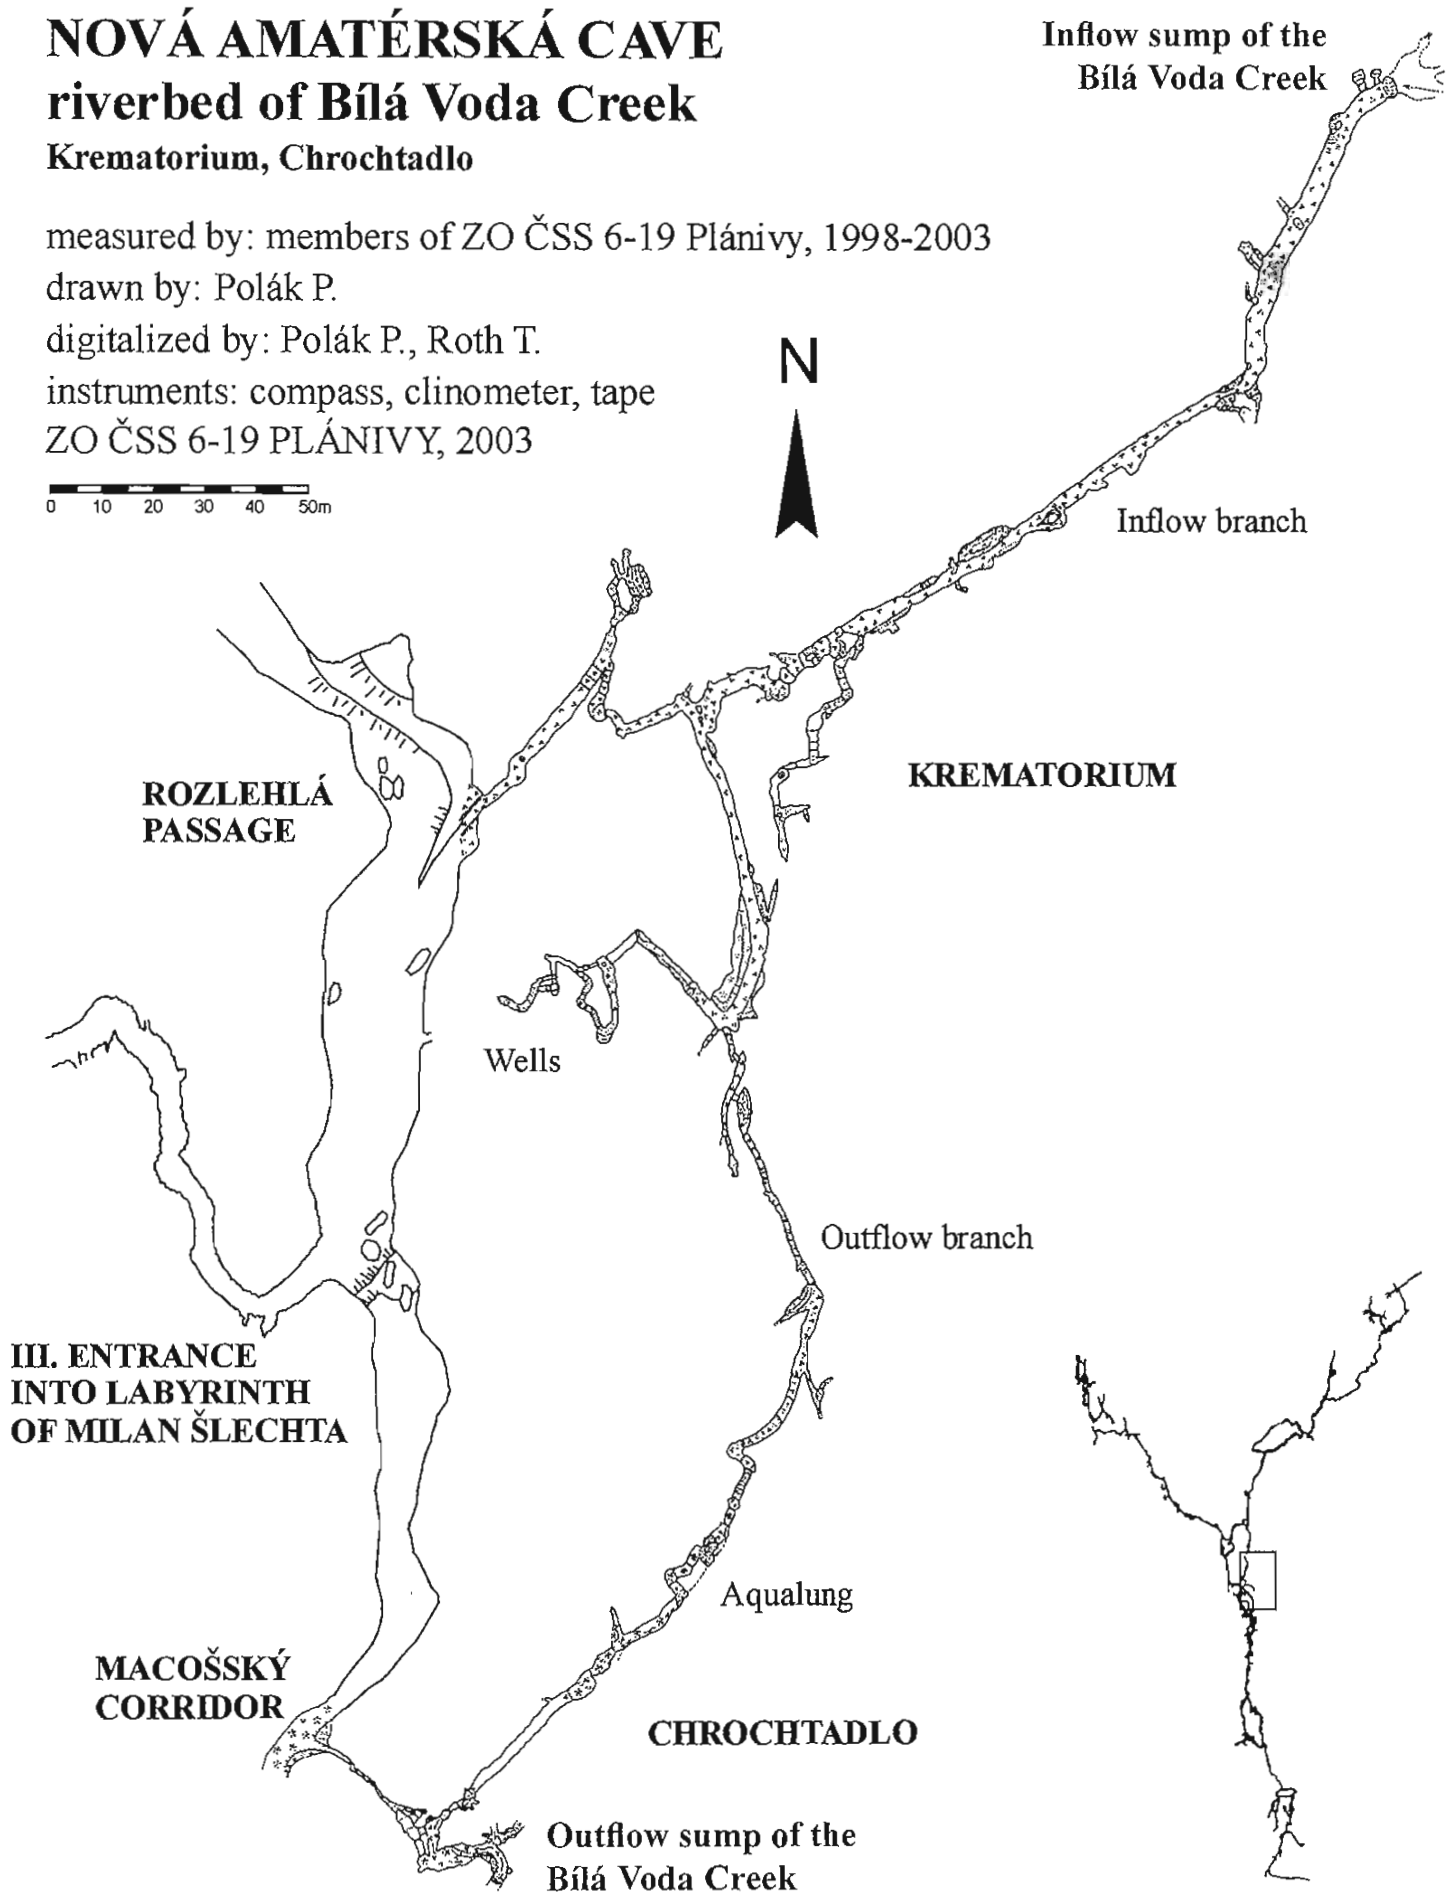 NOVÁ AMATÉRSKÁ CAVE
riverbed of Bílá Voda Creek
Krematorium, Chrochtadlo
measured by: members of ZO ČSS 6-19 Plánivy, 1998-2003
drawn by: Polák P.
digitalized by: Polák P., Roth T.
instruments: compass, clinometer, tape
ZO ČSS 6-19 PLÁNIVY, 2003
0 10 20 30 40 50m
Inflow sump of the
Bílá Voda Creek
N
Inflow branch
KREMATORIUM
ROZLEHLÁ
PASSAGE
Wells
Outflow branch
III. ENTRANCE
INTO LABYRINTH
OF MILAN ŠLECHTA
Aqualung
MACOŠSKÝ
CORRIDOR
CHROCHTADLO
Outflow sump of the
Bílá Voda Creek